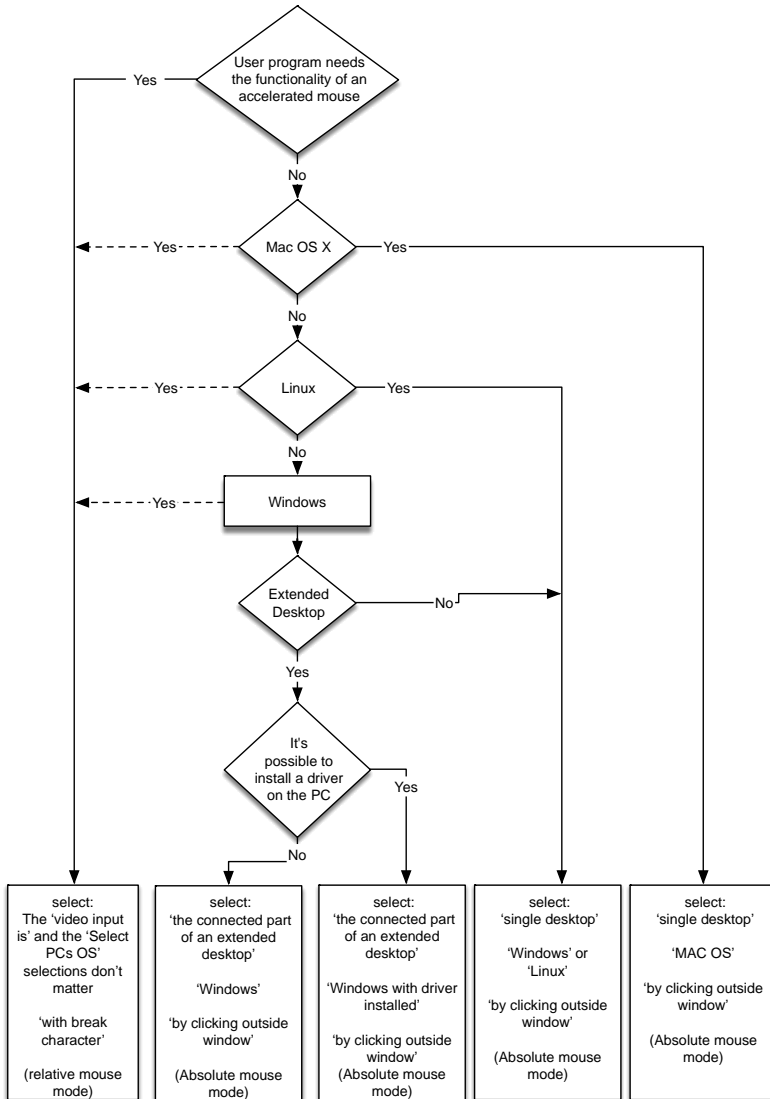 User program needs
the functionality of an
accelerated mouse
Yes
No
Mac OS X
Yes
Yes
No
Linux
Yes
Yes
No
Windows
Yes
Extended
Desktop
No
Yes
It's
possible to
install a driver
on the PC
Yes
No
select:
The ‘video input
is’ and the ‘Select
PCs OS’
selections don’t
matter
‘with break
character’
(relative mouse
mode)
select:
‘the connected part
of an extended
desktop’
‘Windows’
‘by clicking outside
window’
(Absolute mouse
mode)
select:
‘the connected part
of an extended
desktop’
‘Windows with driver
installed’
‘by clicking outside
window’
(Absolute mouse
mode)
select:
‘single desktop’
‘Windows’ or
‘Linux’
‘by clicking outside
window’
(Absolute mouse
mode)
select:
‘single desktop’
‘MAC OS’
‘by clicking outside
window’
(Absolute mouse
mode)